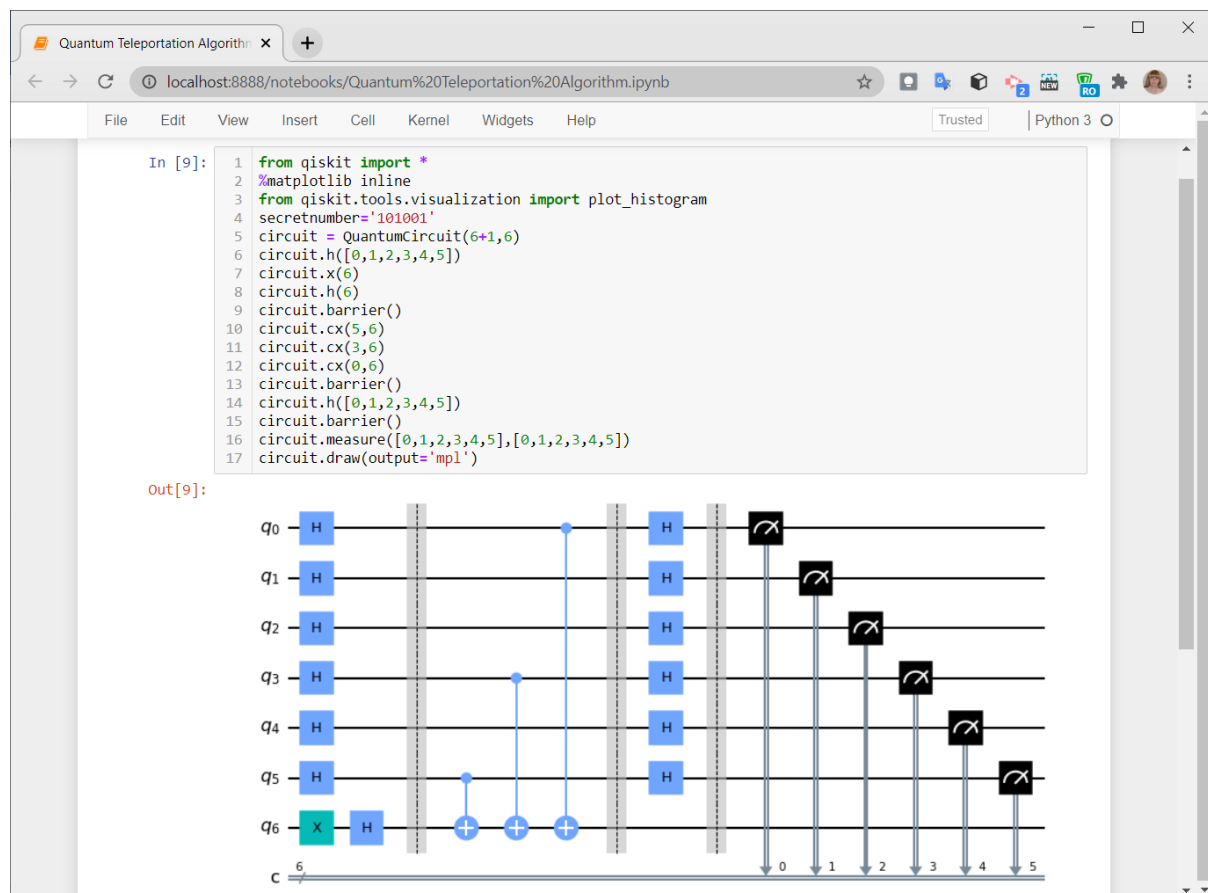 Quantum Teleportation Algorithm
localhost:8888/notebooks/Quantum%20Teleportation%20Algorithm.ipynb
2
NEW
RO
File Edit View Insert Cell Kernel Widgets Help Trusted Python 3
In [9]:
1 from qiskit import *
2 %matplotlib inline
3 from qiskit.tools.visualization import plot_histogram
4 secretnumber='101001'
5 circuit = QuantumCircuit(6+1,6)
6 circuit.h([0,1,2,3,4,5])
7 circuit.x(6)
8 circuit.h(6)
9 circuit.barrier()
10 circuit.cx(5,6)
11 circuit.cx(3,6)
12 circuit.cx(0,6)
13 circuit.barrier()
14 circuit.h([0,1,2,3,4,5])
15 circuit.barrier()
16 circuit.measure([0,1,2,3,4,5],[0,1,2,3,4,5])
17 circuit.draw(output='mpl')
Out[9]:
q0 H H
q1 H H
q2 H H
q3 H H
q4 H H
q5 H H
q6 X H
c 6 0 1 2 3 4 5